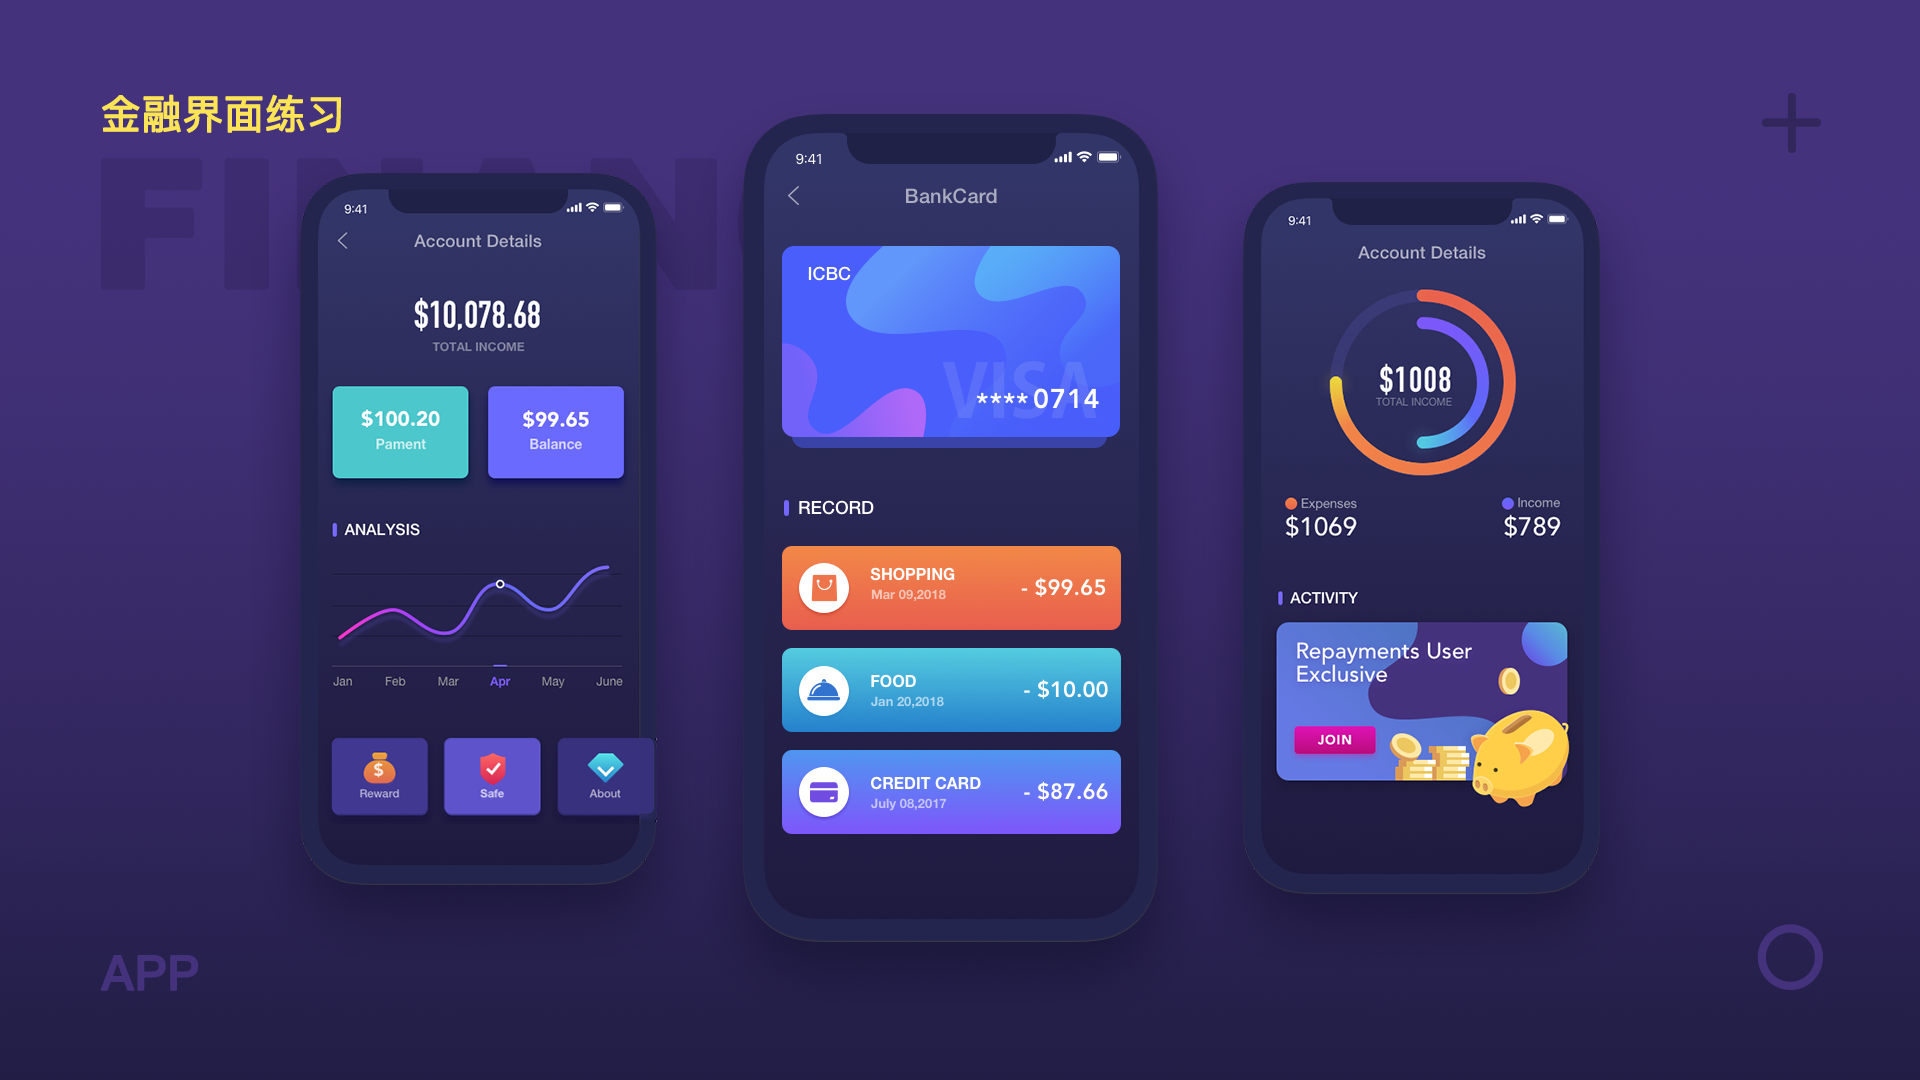 金融界面练习
FINANC
9:41
Account Details
$10,078.68
TOTAL INCOME
$100.20
Pament
$99.65
Balance
ANALYSIS
Jan Feb Mar Apr May June
$
Reward
Safe
About
9:41
BankCard
ICBC
VISA
**** 0714
RECORD
SHOPPING
Mar 09,2018
- $99.65
FOOD
Jan 20,2018
- $10.00
CREDIT CARD
July 08,2017
- $87.66
9:41
Account Details
$1008
TOTAL INCOME
Expenses
$1069
Income
$789
ACTIVITY
Repayments User
Exclusive
JOIN
APP